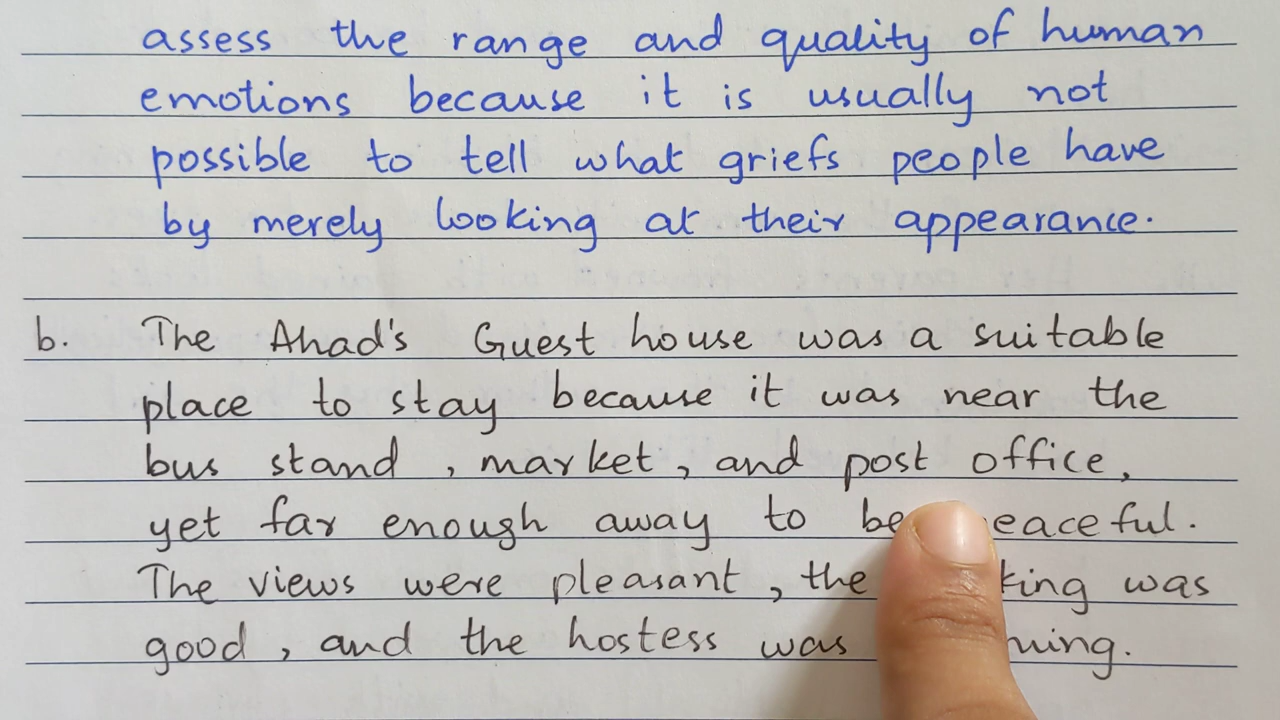 assess the range and quality of human
emotions because it is usually not
possible to tell what griefs people have
by merely looking at their appearance.
b. The Ahad's Guest house was a suitable
place to stay because it was near the
bus stand, market, and post office,
yet far enough away to be
The views were pleasant, the was
good, and the hostess was